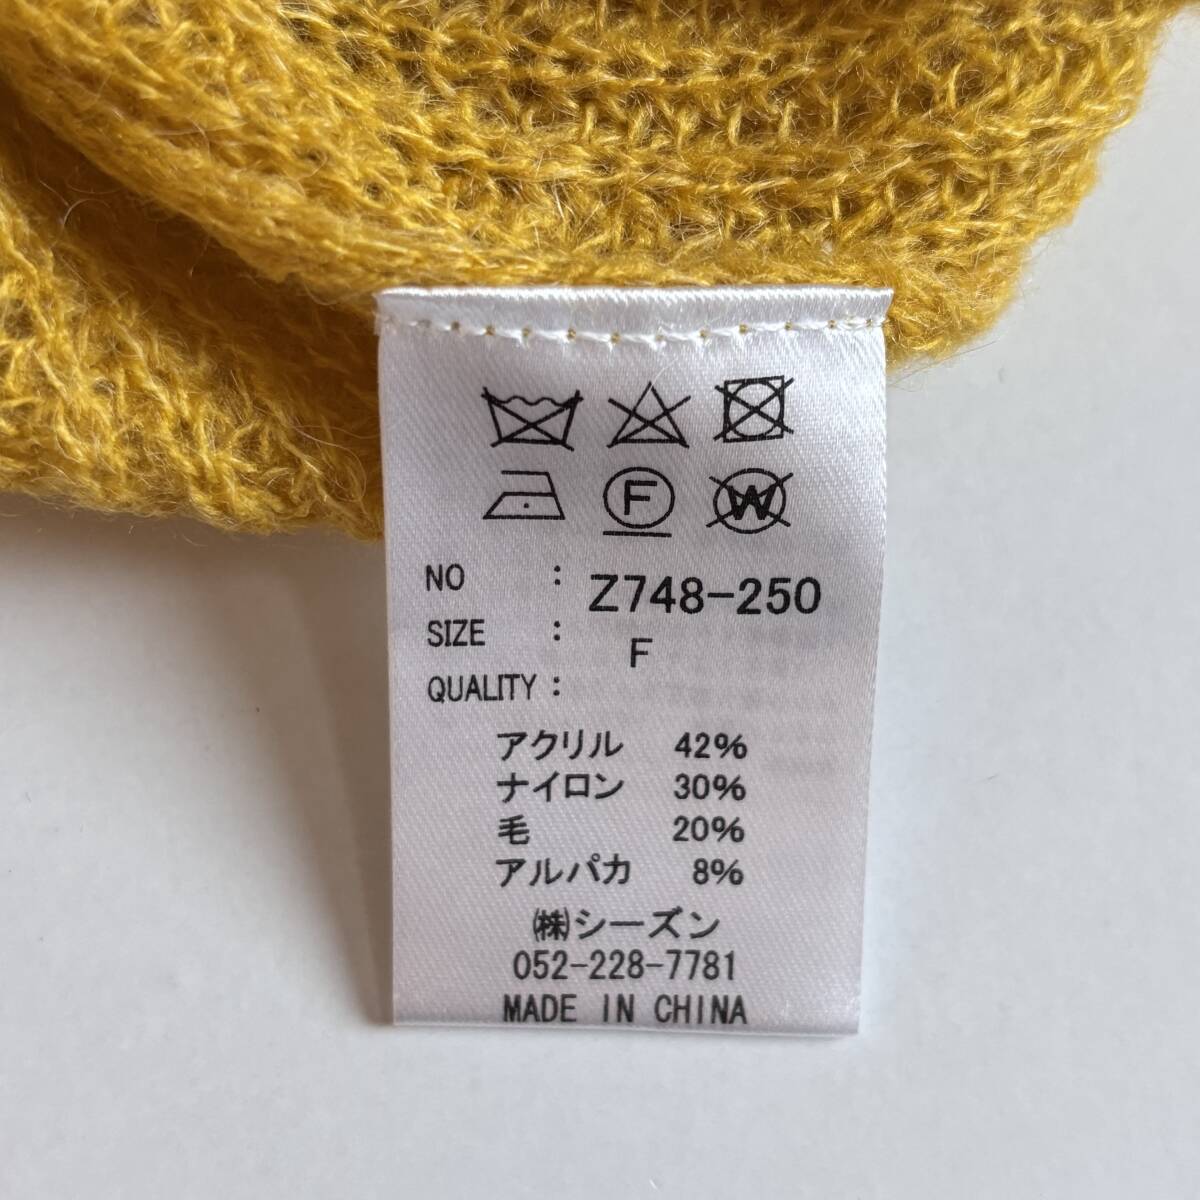 F W
NO : Z748-250
SIZE : F
QUALITY :
アクリル 42%
ナイロン 30%
毛 20%
アルパカ 8%
㈱シーズン
052-228-7781
MADE IN CHINA